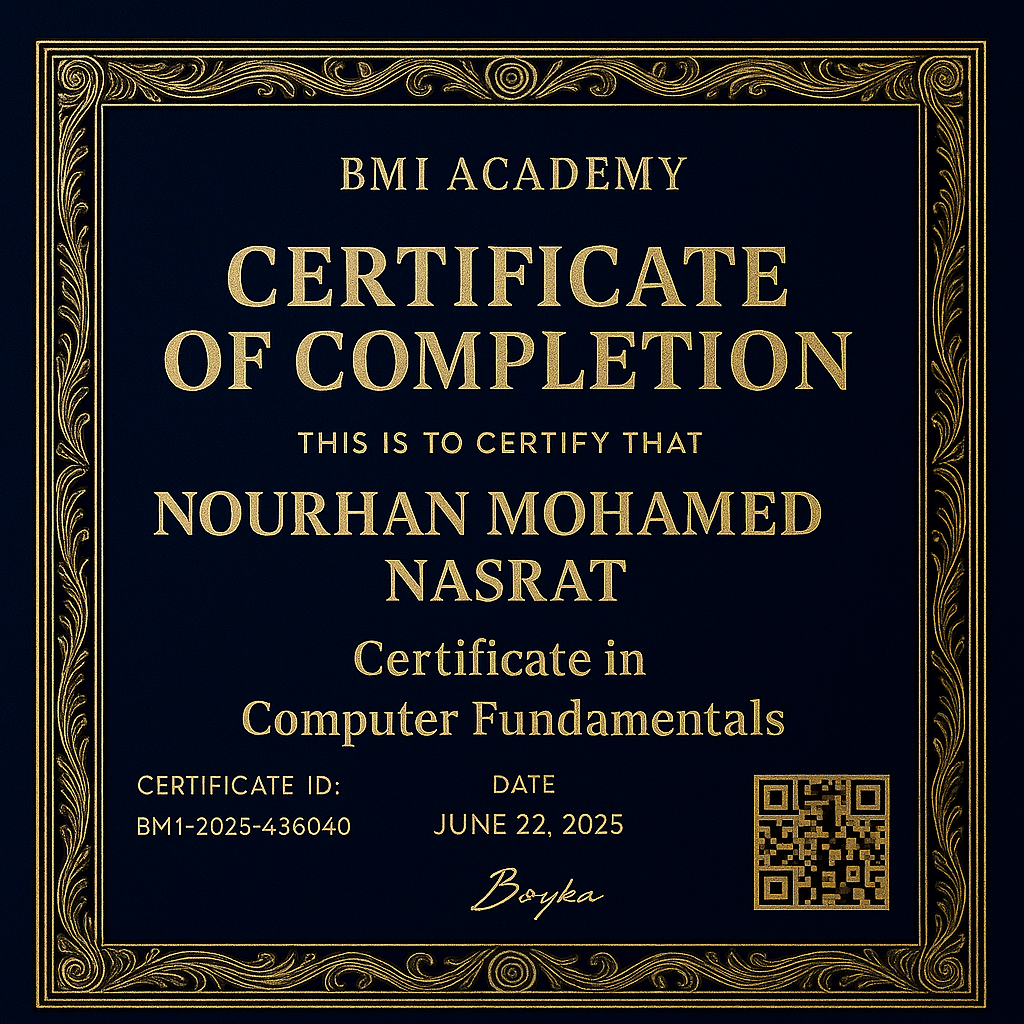 BMI ACADEMY
CERTIFICATE
OF COMPLETION
THIS IS TO CERTIFY THAT
NOURHAN MOHAMED
NASRAT
Certificate in
Computer Fundamentals
CERTIFICATE ID:
BM1-2025-436040
DATE
JUNE 22, 2025
Boyka